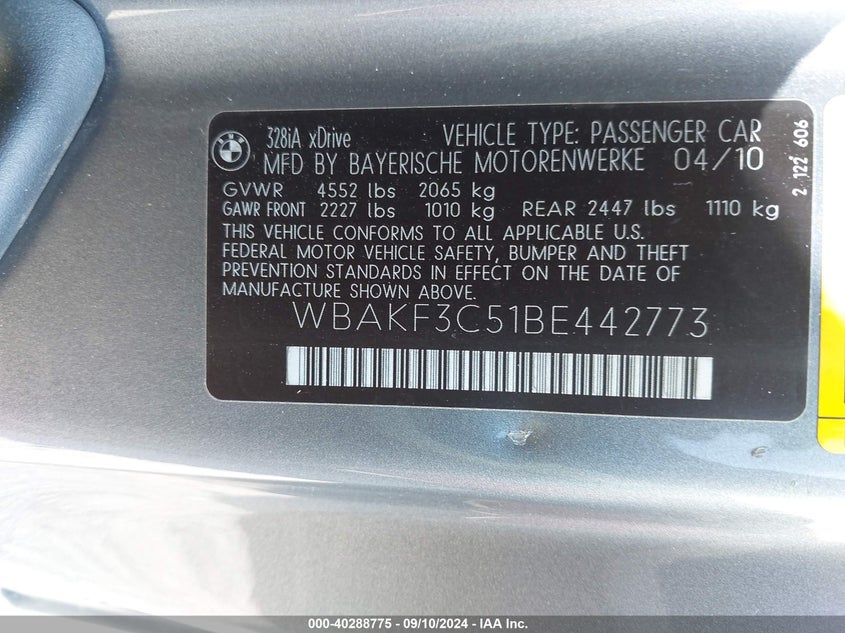 328iA xDrive VEHICLE TYPE: PASSENGER CAR
MFD BY BAYERISCHE MOTORENWERKE 04/10
GVWR 4552 lbs 2065 kg
GAWR FRONT 2227 lbs 1010 kg REAR 2447 lbs 1110 kg
THIS VEHICLE CONFORMS TO ALL APPLICABLE U.S.
FEDERAL MOTOR VEHICLE SAFETY, BUMPER AND THEFT
PREVENTION STANDARDS IN EFFECT ON THE DATE OF
MANUFACTURE SHOWN ABOVE.
WBAKF3C51BE442773
2 122 606
000-40288775 - 09/10/2024 - IAA Inc.